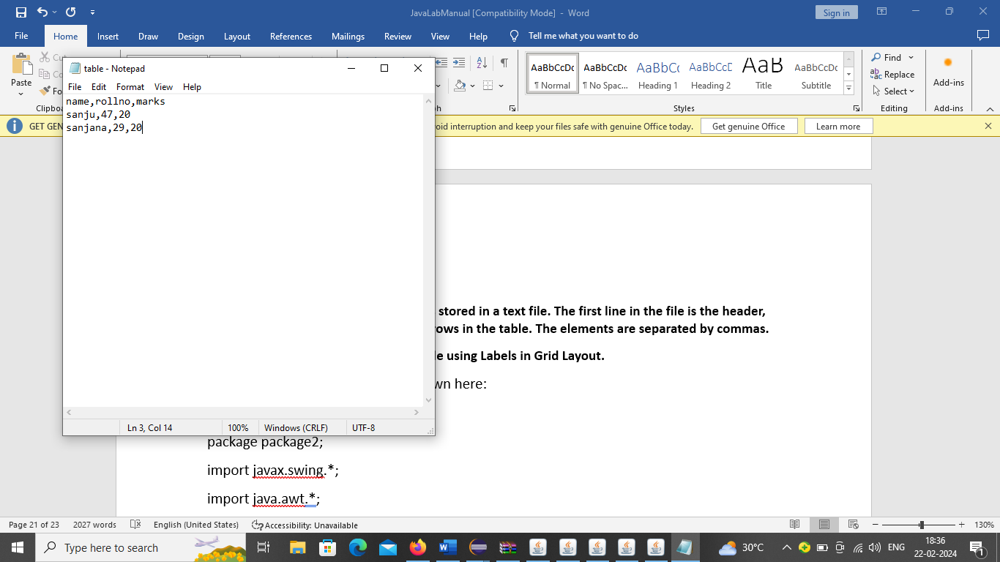 JavaLabManual [Compatibility Mode] - Word
Sign in
File Home Insert Draw Design Layout References Mailings Review View Help Tell me what you want to do
table - Notepad
File Edit Format View Help
name,rollno,marks
sanju,47,20
sanjana,29,20
Ln 3, Col 14 100% Windows (CRLF) UTF-8
Cut
Paste
Clipboa
AaBbCcDc AaBbCcDc AaBbCc AaBbCcD AaB AaBbCcDc
¶ Normal ¶ No Spac... Heading 1 Heading 2 Title Subtitle
Styles
Find
Replace
Select
Editing
Add-ins
Add-ins
GET GEN
oid interruption and keep your files safe with genuine Office today. Get genuine Office Learn more
stored in a text file. The first line in the file is the header,
rows in the table. The elements are separated by commas.
le using Labels in Grid Layout.
wn here:
package package2;
import javax.swing.*;
import java.awt.*;
Page 21 of 23 2027 words English (United States) Accessibility: Unavailable 130%
Type here to search
30°C ENG
18:36
22-02-2024
1